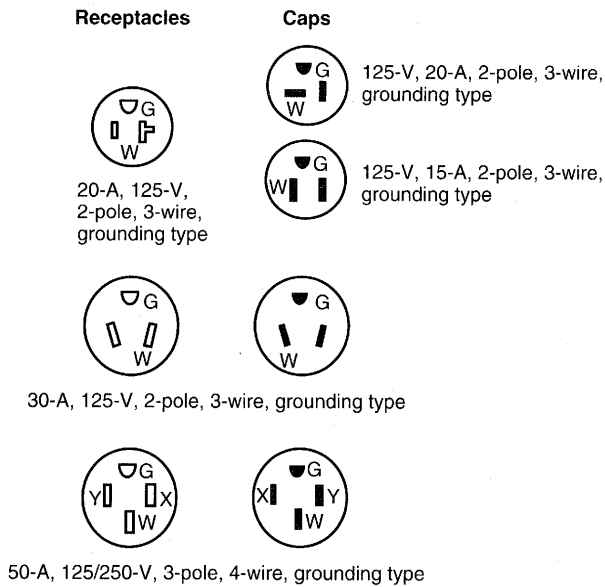 Receptacles Caps
G
W
125-V, 20-A, 2-pole, 3-wire,
grounding type
G
W
20-A, 125-V,
2-pole, 3-wire,
grounding type
G
W
125-V, 15-A, 2-pole, 3-wire,
grounding type
G
W
G
W
30-A, 125-V, 2-pole, 3-wire, grounding type
G
Y X
W
G
X Y
W
50-A, 125/250-V, 3-pole, 4-wire, grounding type